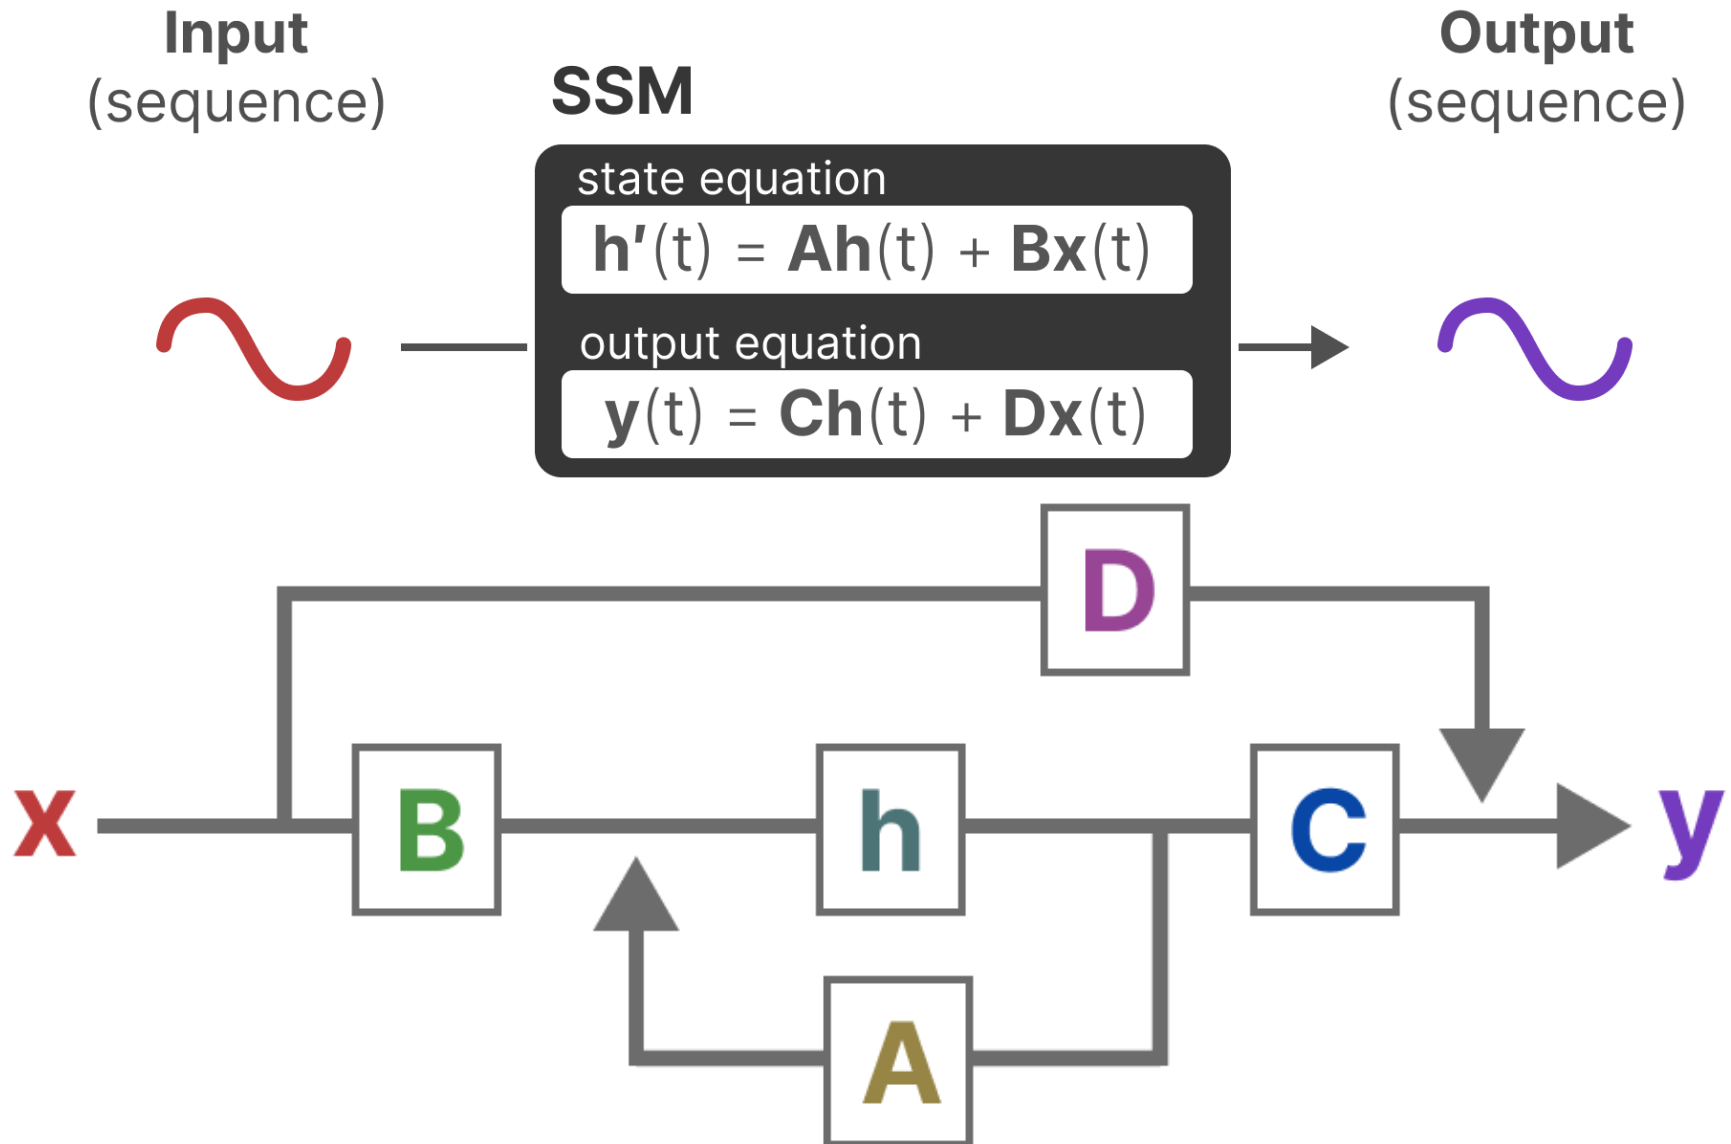 Input
(sequence)
SSM
Output
(sequence)
state equation
h′(t) = Ah(t) + Bx(t)
output equation
y(t) = Ch(t) + Dx(t)
D
x
B
h
C
y
A